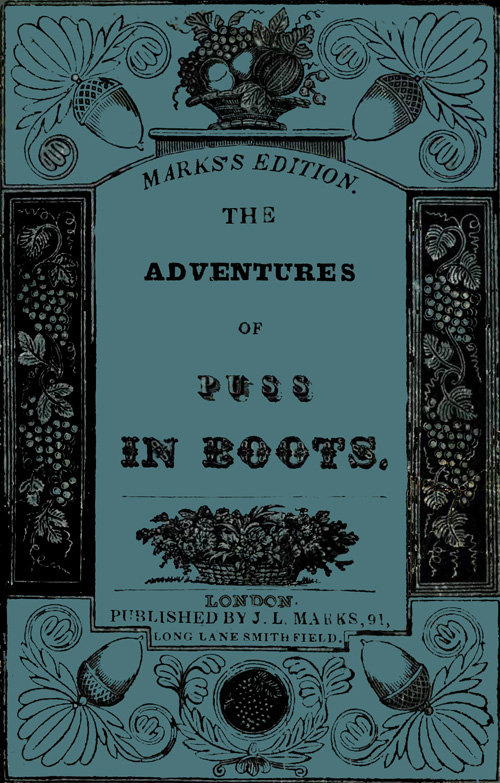 MARKS'S EDITION.
THE
ADVENTURES
OF
PUSS
IN BOOTS.
LONDON.
PUBLISHED BY J. L. MARKS, 91,
LONG LANE SMITHFIELD.